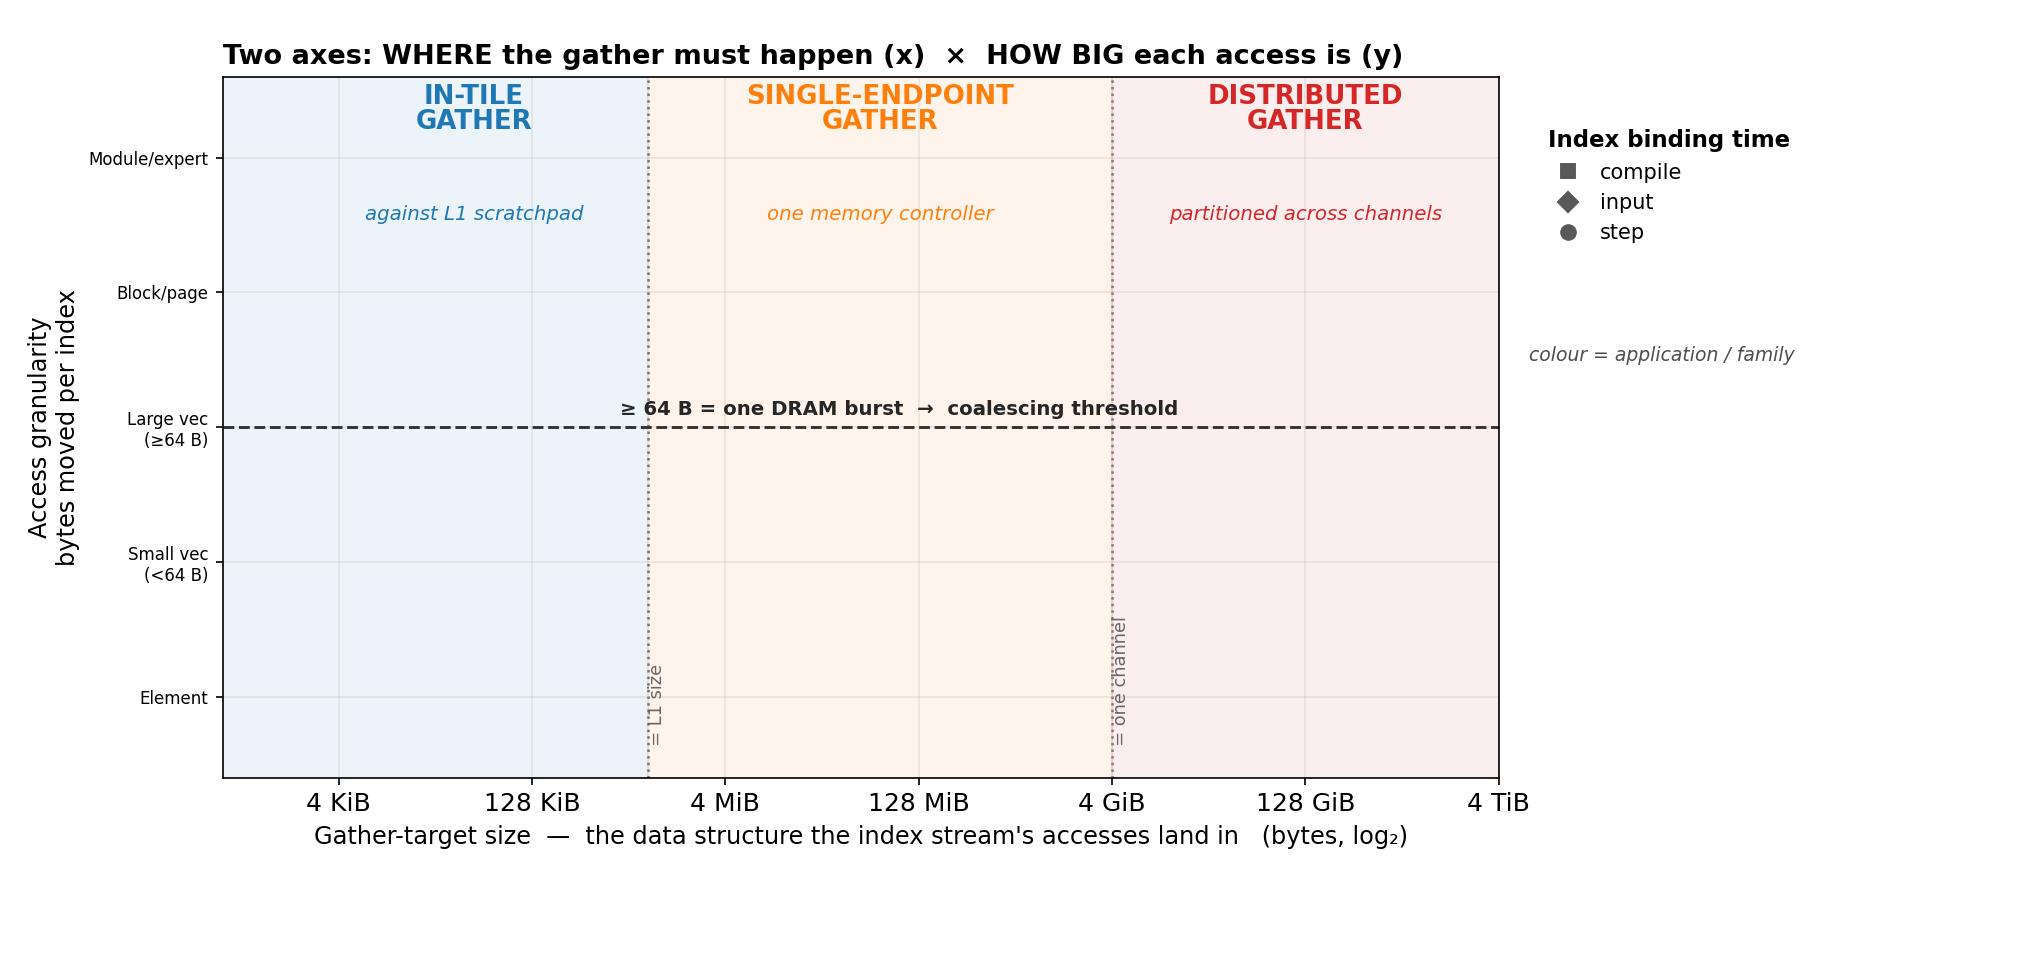 Two axes: WHERE the gather must happen (x)  ×  HOW BIG each access is (y)
IN-TILE
GATHER
SINGLE-ENDPOINT
GATHER
DISTRIBUTED
GATHER
against L1 scratchpad
one memory controller
partitioned across channels
Index binding time
compile
input
step
colour = application / family
Access granularity
bytes moved per index
Module/expert
Block/page
Large vec
(≥64 B)
Small vec
(<64 B)
Element
≥ 64 B = one DRAM burst  →  coalescing threshold
= L1 size
= one channel
4 KiB
128 KiB
4 MiB
128 MiB
4 GiB
128 GiB
4 TiB
Gather-target size  —  the data structure the index stream's accesses land in   (bytes, log₂)